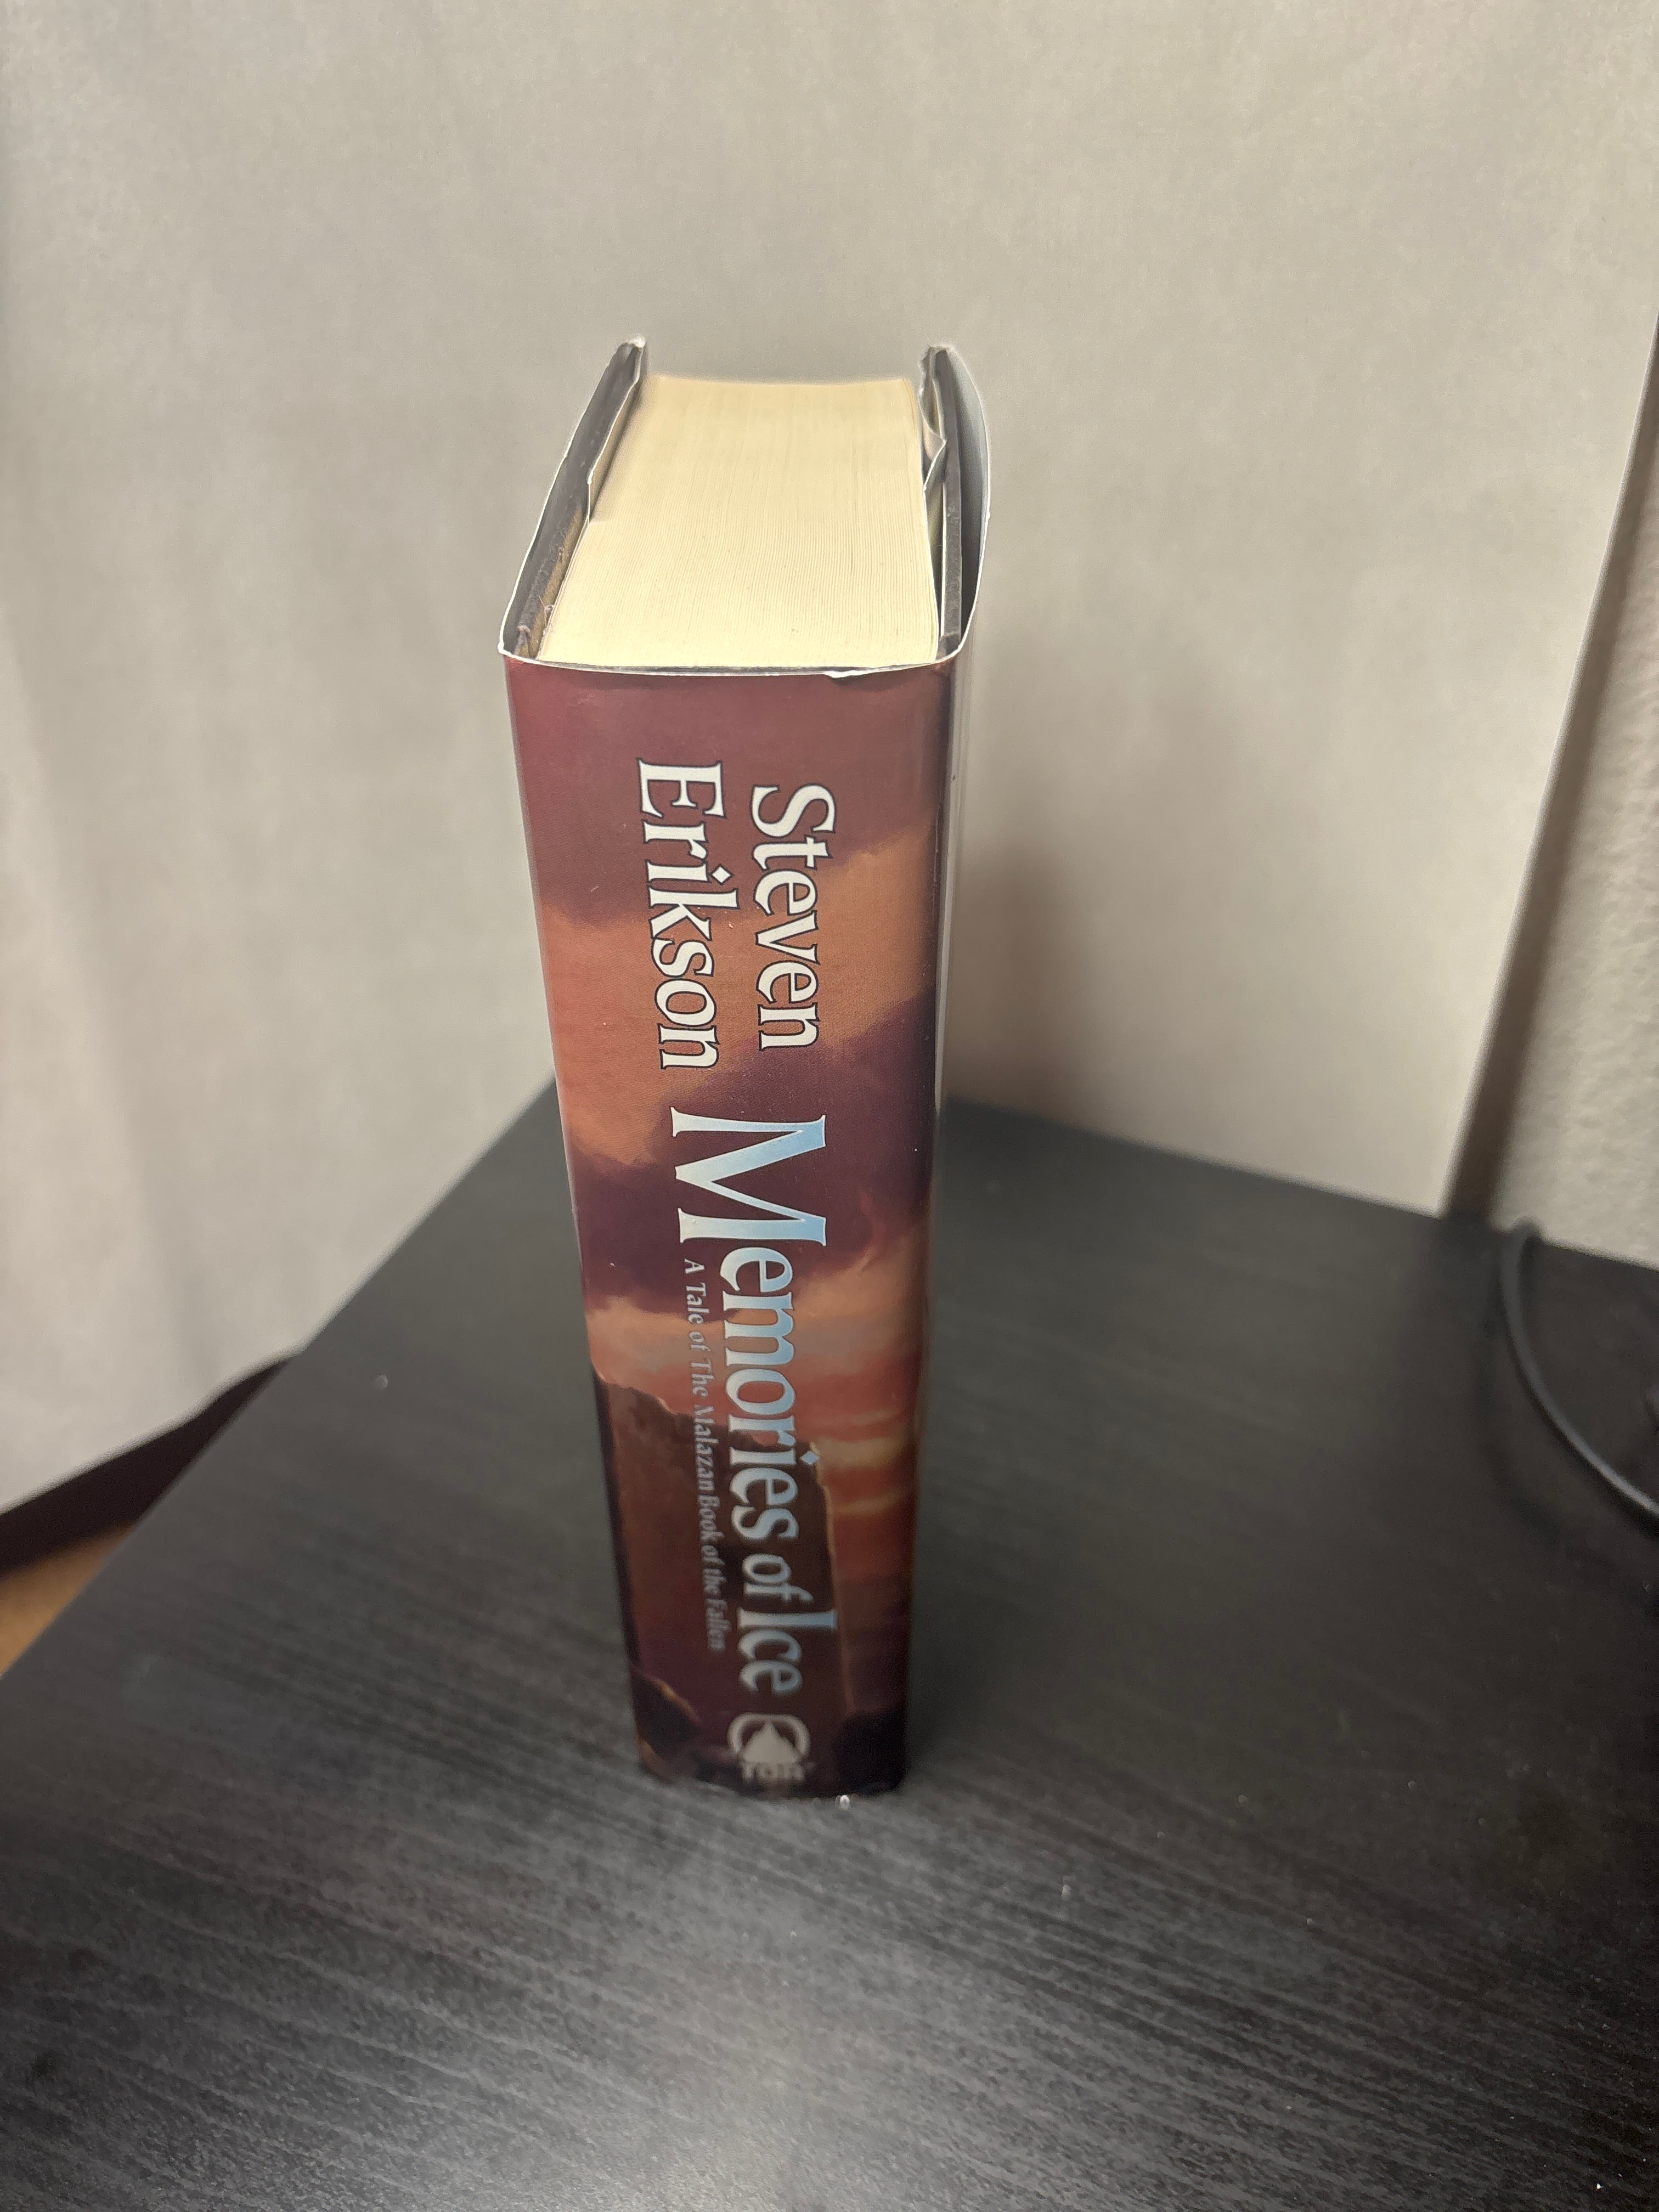 Steven
Erikson
Memories of Ice
A Tale of The Malazan Book of the Fallen
TOR